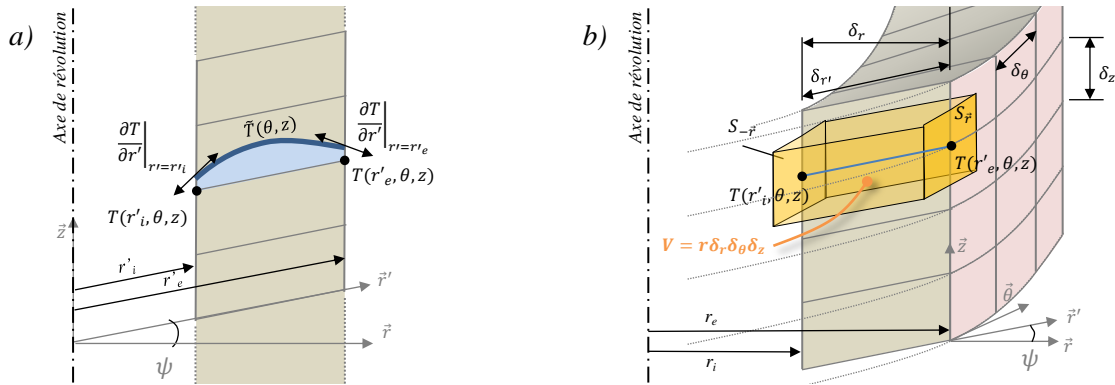 a)
Axe de révolution
∂T/∂r'|r'=r'i
T̃(θ,z)
∂T/∂r'|r'=r'e
T(r'e,θ,z)
T(r'i,θ,z)
z⃗
r'i
r'e
r⃗'
r⃗
ψ
b)
Axe de révolution
δr
δr'
δθ
δz
S-r⃗
Sr⃗
T(r'e,θ,z)
T(r'i,θ,z)
V = rδrδθδz
z⃗
θ⃗
re
r⃗'
r⃗
ri
ψ